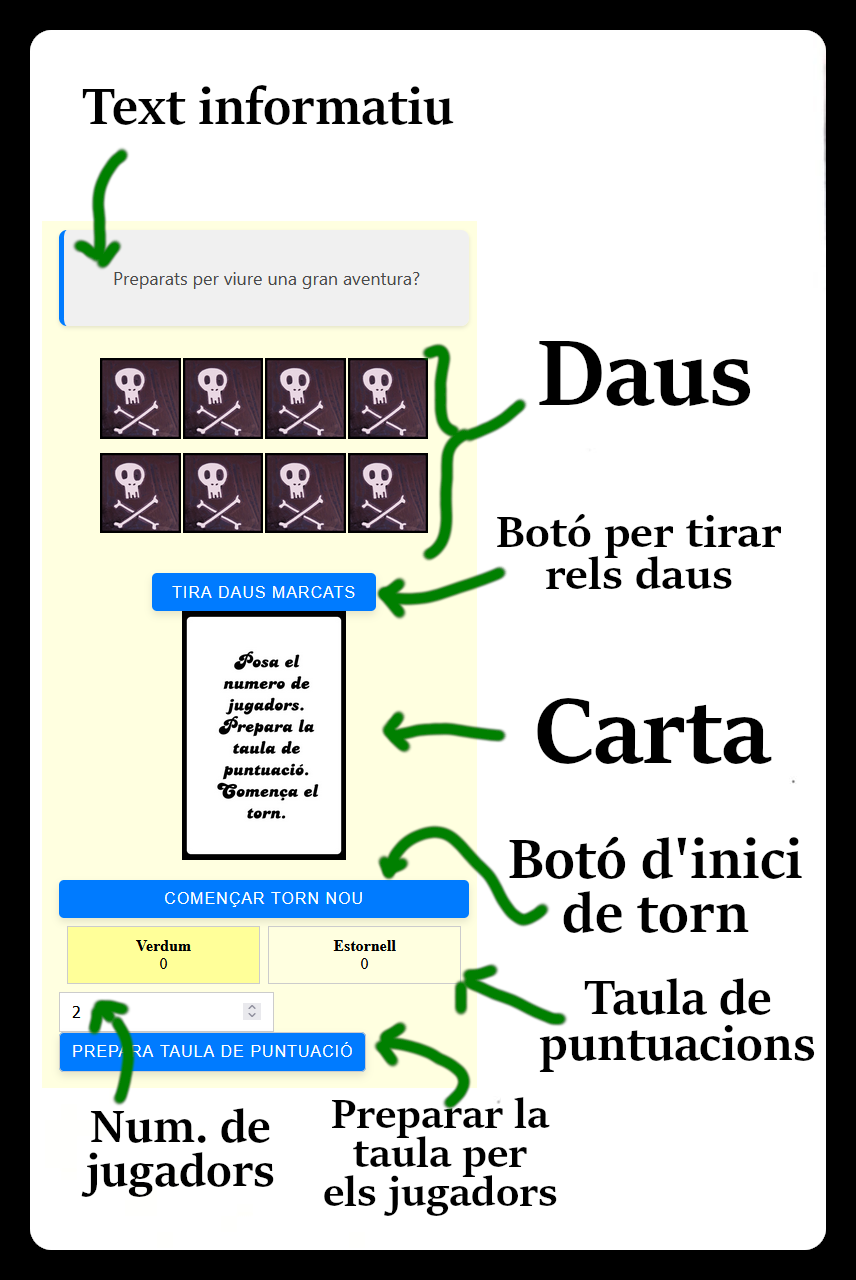 Text informatiu
Preparats per viure una gran aventura?
Daus
Botó per tirar
rels daus
TIRA DAUS MARCATS
Posa el
numero de
jugadors.
Prepara la
taula de
puntuació.
Comença el
torn.
Carta
Botó d'inici
de torn
COMENÇAR TORN NOU
Verdum
0
Estornell
0
Taula de
puntuacions
2
PREPARA TAULA DE PUNTUACIÓ
Num. de
jugadors
Preparar la
taula per
els jugadors